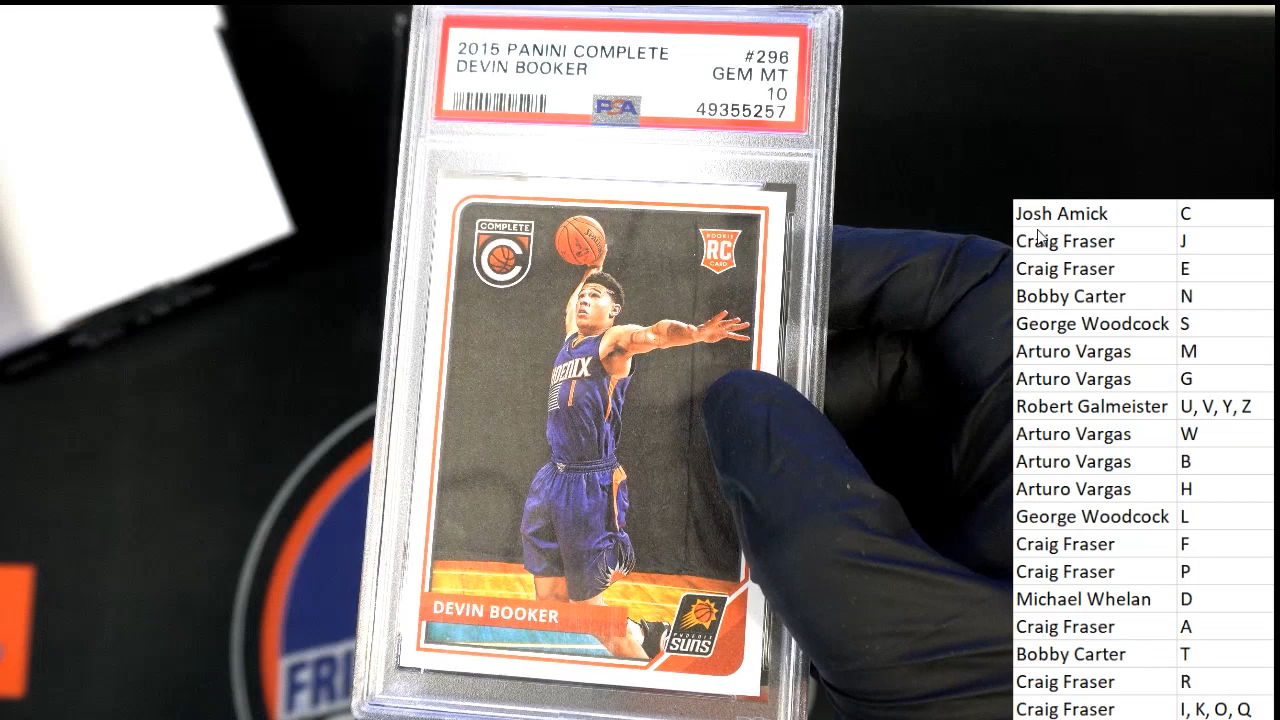 2015 PANINI COMPLETE #296
DEVIN BOOKER GEM MT
10
PSA 49355257
COMPLETE
C
ROOKIE
RC
CARD
PHOENIX
1
DEVIN BOOKER
PHOENIX
SUNS
Josh Amick C
Craig Fraser J
Craig Fraser E
Bobby Carter N
George Woodcock S
Arturo Vargas M
Arturo Vargas G
Robert Galmeister U, V, Y, Z
Arturo Vargas W
Arturo Vargas B
Arturo Vargas H
George Woodcock L
Craig Fraser F
Craig Fraser P
Michael Whelan D
Craig Fraser A
Bobby Carter T
Craig Fraser R
Craig Fraser I, K, O, Q